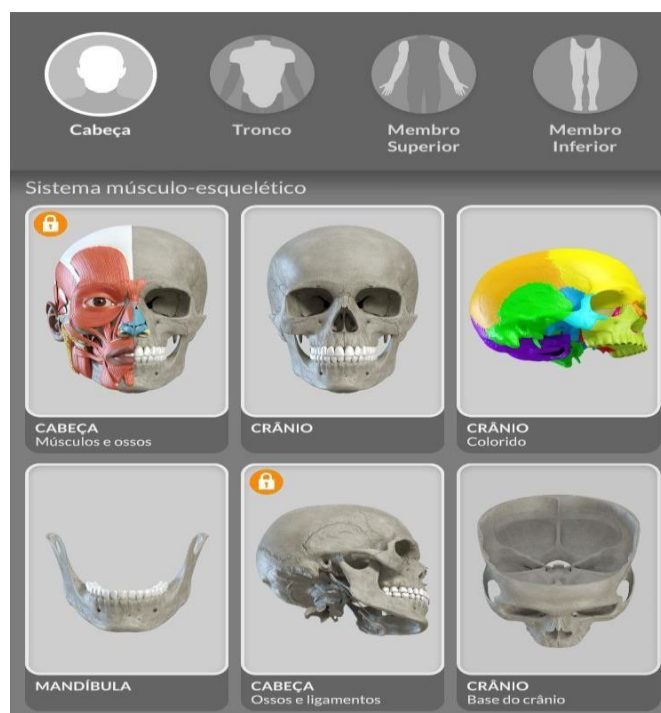 Cabeça
Tronco
Membro
Superior
Membro
Inferior
Sistema músculo-esquelético
CABEÇA
Músculos e ossos
CRÂNIO
CRÂNIO
Colorido
MANDÍBULA
CABEÇA
Ossos e ligamentos
CRÂNIO
Base do crânio